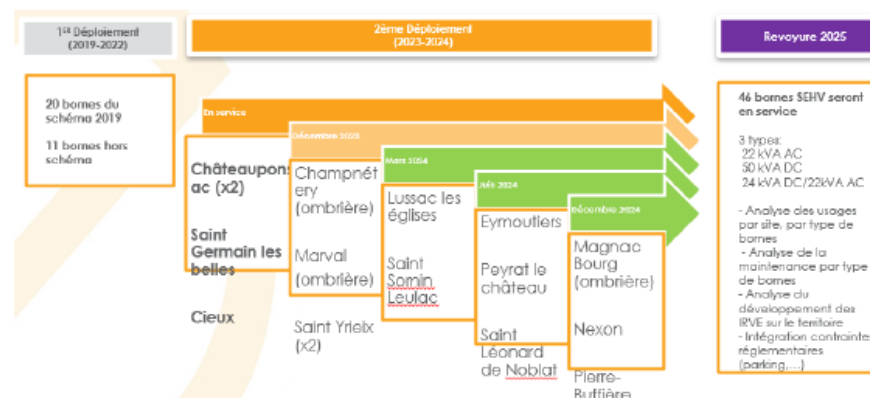 1ER Déploiement
(2019-2022)
2ème Déploiement
(2023-2024)
Revoyure 2025
20 bornes du
schéma 2019
11 bornes hors
schéma
En service
Châteaupons
ac (x2)
Saint
Germain les
belles
Cieux
Décembre 2023
Champnét
ery
(ombrière)
Marval
(ombrière)
Saint Yrieix
(x2)
Mars 2024
Lussac les
églises
Saint
Sornin
Leulac
Juin 2024
Eymoutiers
Peyrat le
château
Saint
Léonard
de Noblat
Décembre 2024
Magnac
Bourg
(ombrière)
Nexon
Pierre-
Buffière
46 bornes SEHV seront
en service
3 types:
22 kVA AC
50 kVA DC
24 kVA DC/22kVA AC
- Analyse des usages
par site, par type de
bornes
- Analyse de la
maintenance par type
de bornes
- Analyse du
développement des
IRVE sur le territoire
- Intégration contrainte
réglementaires
(parking,...)